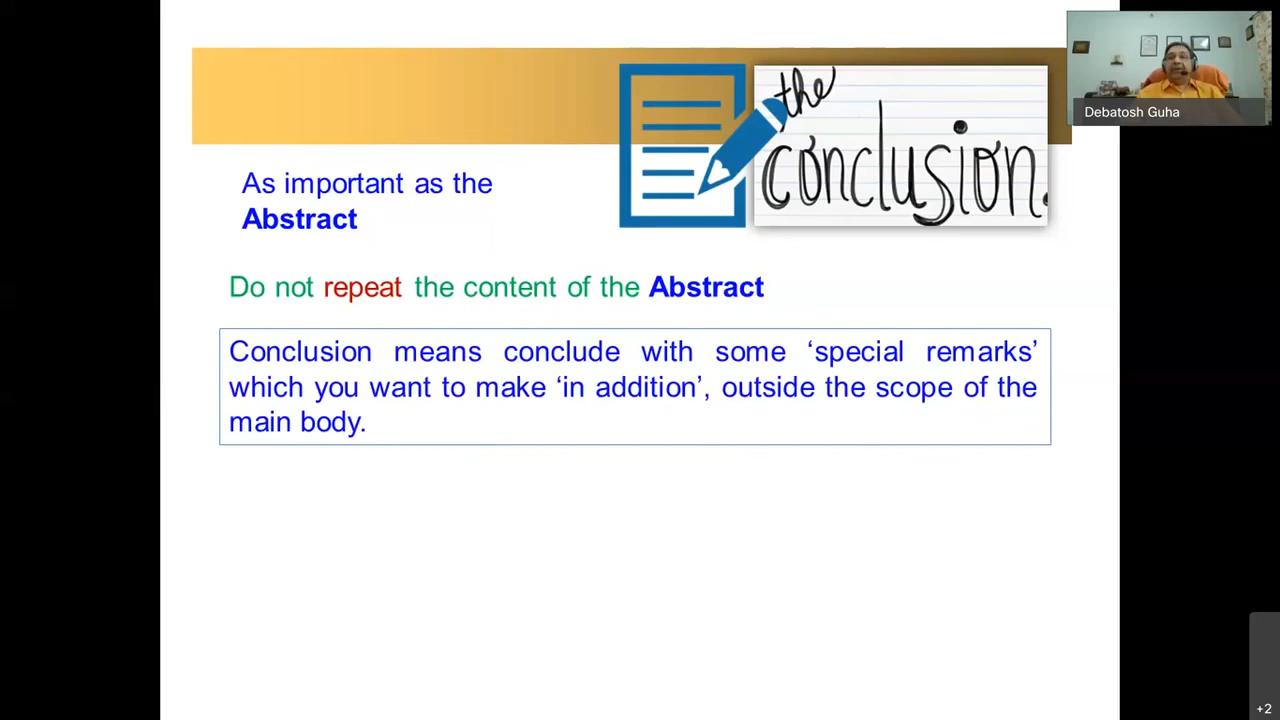 the
conclusion.
Debatosh Guha
As important as the
Abstract
Do not repeat the content of the Abstract
Conclusion means conclude with some ‘special remarks’
which you want to make ‘in addition’, outside the scope of the
main body.
+2